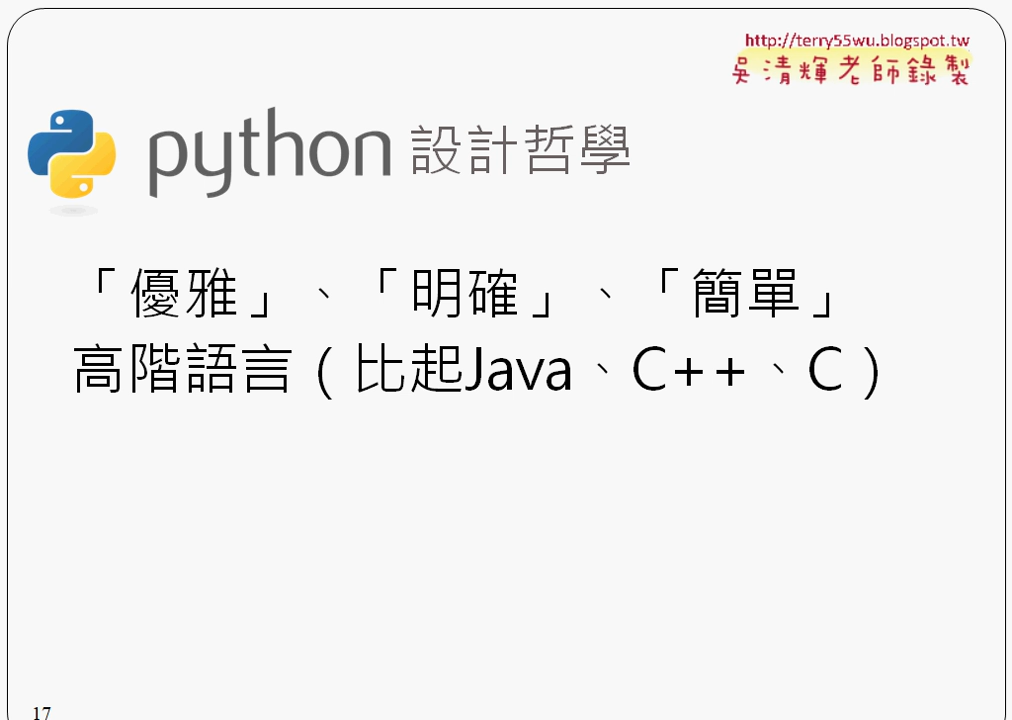 http://terry55wu.blogspot.tw
吳清輝老師錄製
python 設計哲學
「優雅」、「明確」、「簡單」
高階語言（比起Java、C++、C）
17